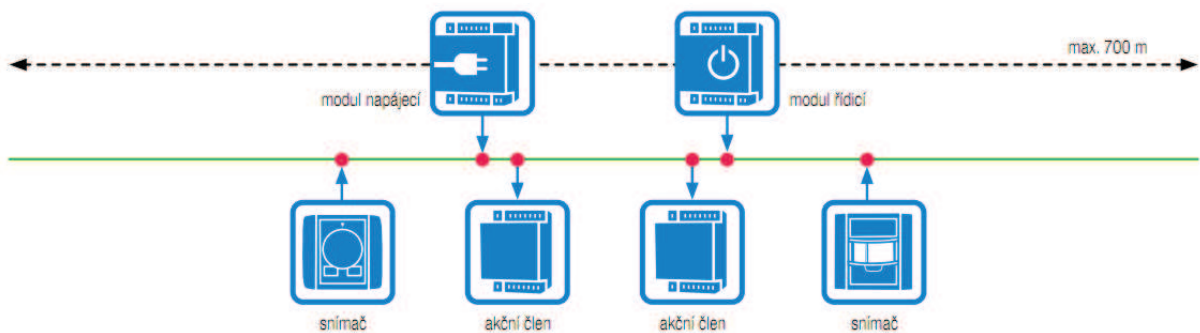 max. 700 m
modul napájecí
modul řídicí
snímač
akční člen
akční člen
snímač